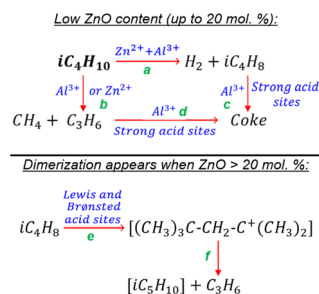 Low ZnO content (up to 20 mol. %):
Zn²⁺+Al³⁺
iC₄H₁₀ → H₂ + iC₄H₈
a
Al³⁺ or Zn²⁺
b
Al³⁺ Strong acid sites
c
Al³⁺ d
CH₄ + C₃H₆ → Coke
Strong acid sites
Dimerization appears when ZnO > 20 mol. %:
Lewis and
Brønsted
acid sites
iC₄H₈ → [(CH₃)₃C-CH₂-C⁺(CH₃)₂]
e
f
[iC₅H₁₀] + C₃H₆